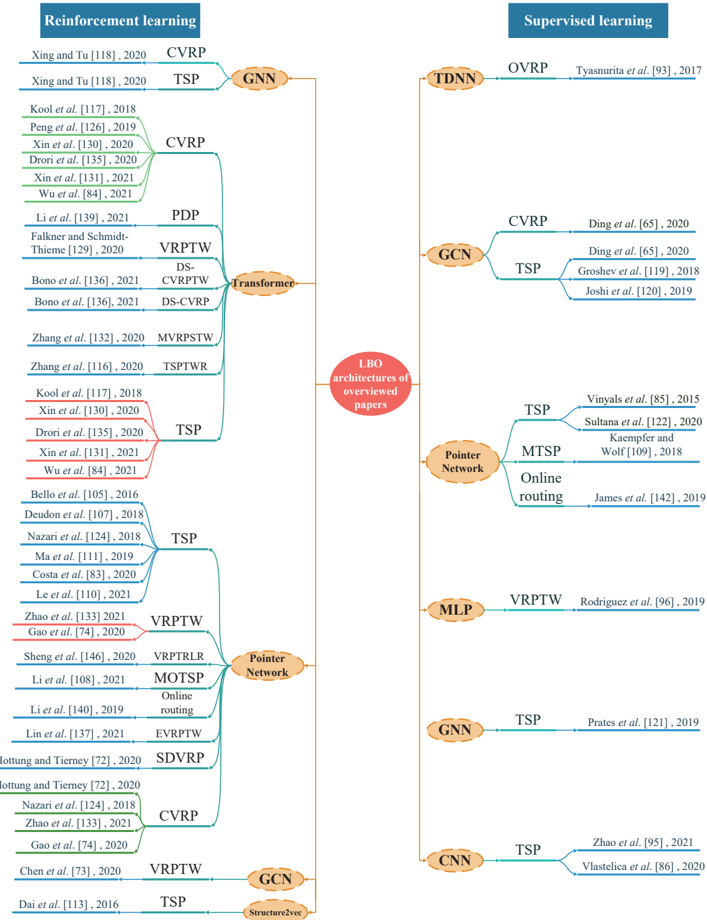 Reinforcement learning
Supervised learning
Xing and Tu [118] , 2020
CVRP
Xing and Tu [118] , 2020
TSP
GNN
Kool et al. [117] , 2018
Peng et al. [126] , 2019
Xin et al. [130] , 2020
Drori et al. [135] , 2020
Xin et al. [131] , 2021
Wu et al. [84] , 2021
CVRP
Li et al. [139] , 2021
PDP
Falkner and Schmidt-
Thieme [129] , 2020
VRPTW
Bono et al. [136] , 2021
DS-
CVRPTW
Bono et al. [136], 2021
DS-CVRP
Zhang et al. [132] , 2020
MVRPSTW
Zhang et al. [116] , 2020
TSPTWR
Kool et al. [117] , 2018
Xin et al. [130] , 2020
Drori et al. [135] , 2020
Xin et al. [131] , 2021
Wu et al. [84] , 2021
TSP
Transformer
Bello et al. [105] , 2016
Deudon et al. [107] , 2018
Nazari et al. [124] , 2018
Ma et al. [111] , 2019
Costa et al. [83] , 2020
Le et al. [110] , 2021
TSP
Zhao et al. [133] 2021
Gao et al. [74] , 2020
VRPTW
Sheng et al. [146] , 2020
VRPTRLR
Li et al. [108] , 2021
MOTSP
Li et al. [140] , 2019
Online
routing
Lin et al. [137] , 2021
EVRPTW
Hottung and Tierney [72] , 2020
SDVRP
Hottung and Tierney [72] , 2020
Nazari et al. [124] , 2018
Zhao et al. [133] , 2021
Gao et al. [74] , 2020
CVRP
Pointer
Network
Chen et al. [73] , 2020
VRPTW
GCN
Dai et al. [113] , 2016
TSP
Structure2vec
LBO
architectures of
overviewed
papers
TDNN
OVRP
Tyasnurita et al. [93] , 2017
GCN
CVRP
Ding et al. [65] , 2020
TSP
Ding et al. [65] , 2020
Groshev et al. [119] , 2018
Joshi et al. [120] , 2019
Pointer
Network
TSP
Vinyals et al. [85] , 2015
Sultana et al. [122] , 2020
MTSP
Kaempfer and
Wolf [109] , 2018
Online
routing
James et al. [142] , 2019
MLP
VRPTW
Rodriguez et al. [96] , 2019
GNN
TSP
Prates et al. [121] , 2019
CNN
TSP
Zhao et al. [95] , 2021
Vlastelica et al. [86] , 2020